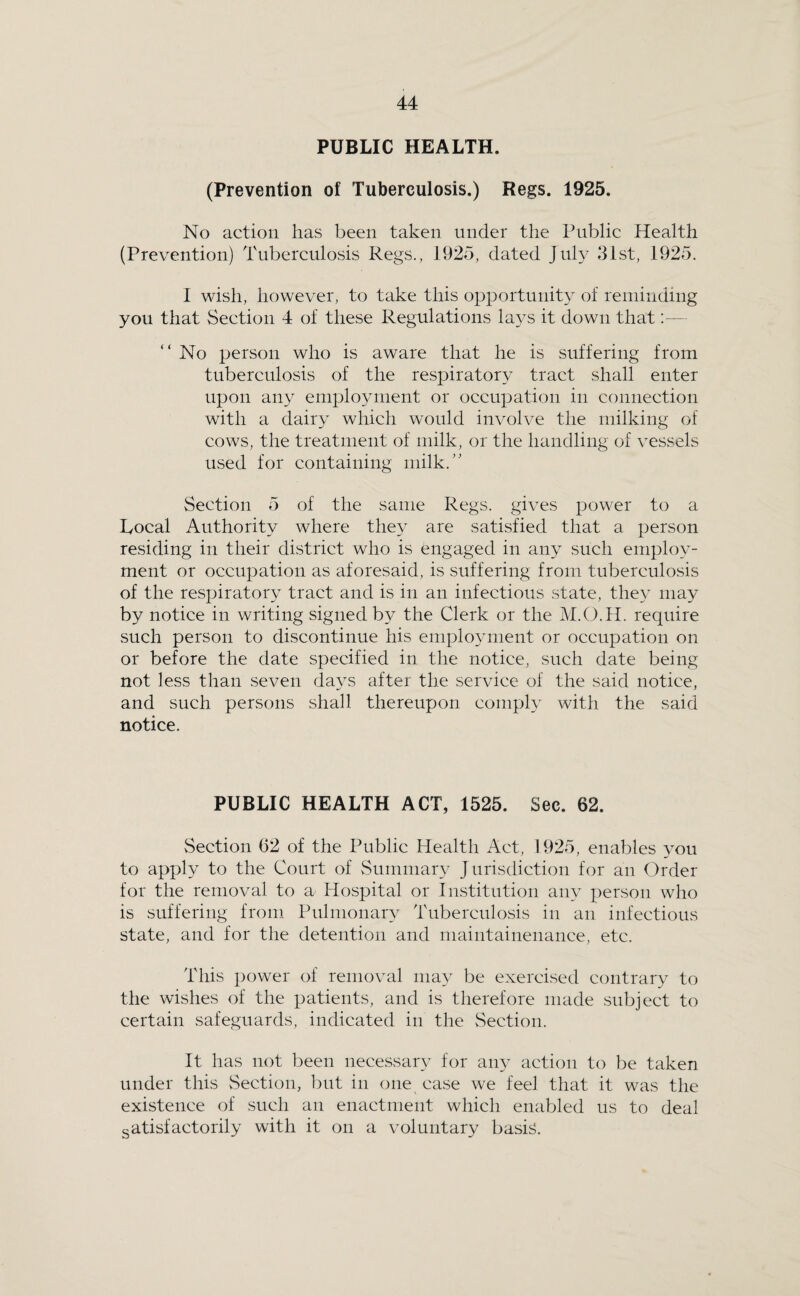 44
PUBLIC HEALTH.
(Prevention of Tuberculosis.) Regs. 1925.
No action has been taken under the Public Health
(Prevention) Tuberculosis Regs., 1925, dated July 31st, 1925.
I wish, however, to take this opportunity of reminding
you that Section 4 of these Regulations lays it down that:—
“ No person who is aware that he is suffering from
tuberculosis of the respiratory tract shall enter
upon any employment or occupation in connection
with a dairy which would involve the milking of
cows, the treatment of milk, or the handling of vessels
used for containing milk.”
Section 5 of the same Regs. gives power to a
Local Authority where they are satisfied that a person
residing in their district who is engaged in any such employ-
ment or occupation as aforesaid, is suffering from tuberculosis
of the respiratory tract and is in an infectious state, they may
by notice in writing signed by the Clerk or the M.O.H. require
such person to discontinue his employment or occupation on
or before the date specified in the notice, such date being
not less than seven days after the service of the said notice,
and such persons shall thereupon comply with the said
notice.
PUBLIC HEALTH ACT, 1525. Sec. 62.
Section 62 of the Public Health Act, 1925, enables you
to apply to the Court of Summary Jurisdiction for an Order
for the removal to a Hospital or Institution any person who
is suffering from Pulmonary Tuberculosis in an infectious
state, and for the detention and maintainenance, etc.
This power of removal may be exercised contrary to
the wishes of the patients, and is therefore made subject to
certain safeguards, indicated in the Section.
It has not been necessary for any action to be taken
under this Section, but in one case we feel that it was the
existence of such an enactment which enabled us to deal
satisfactorily with it on a voluntary basis.